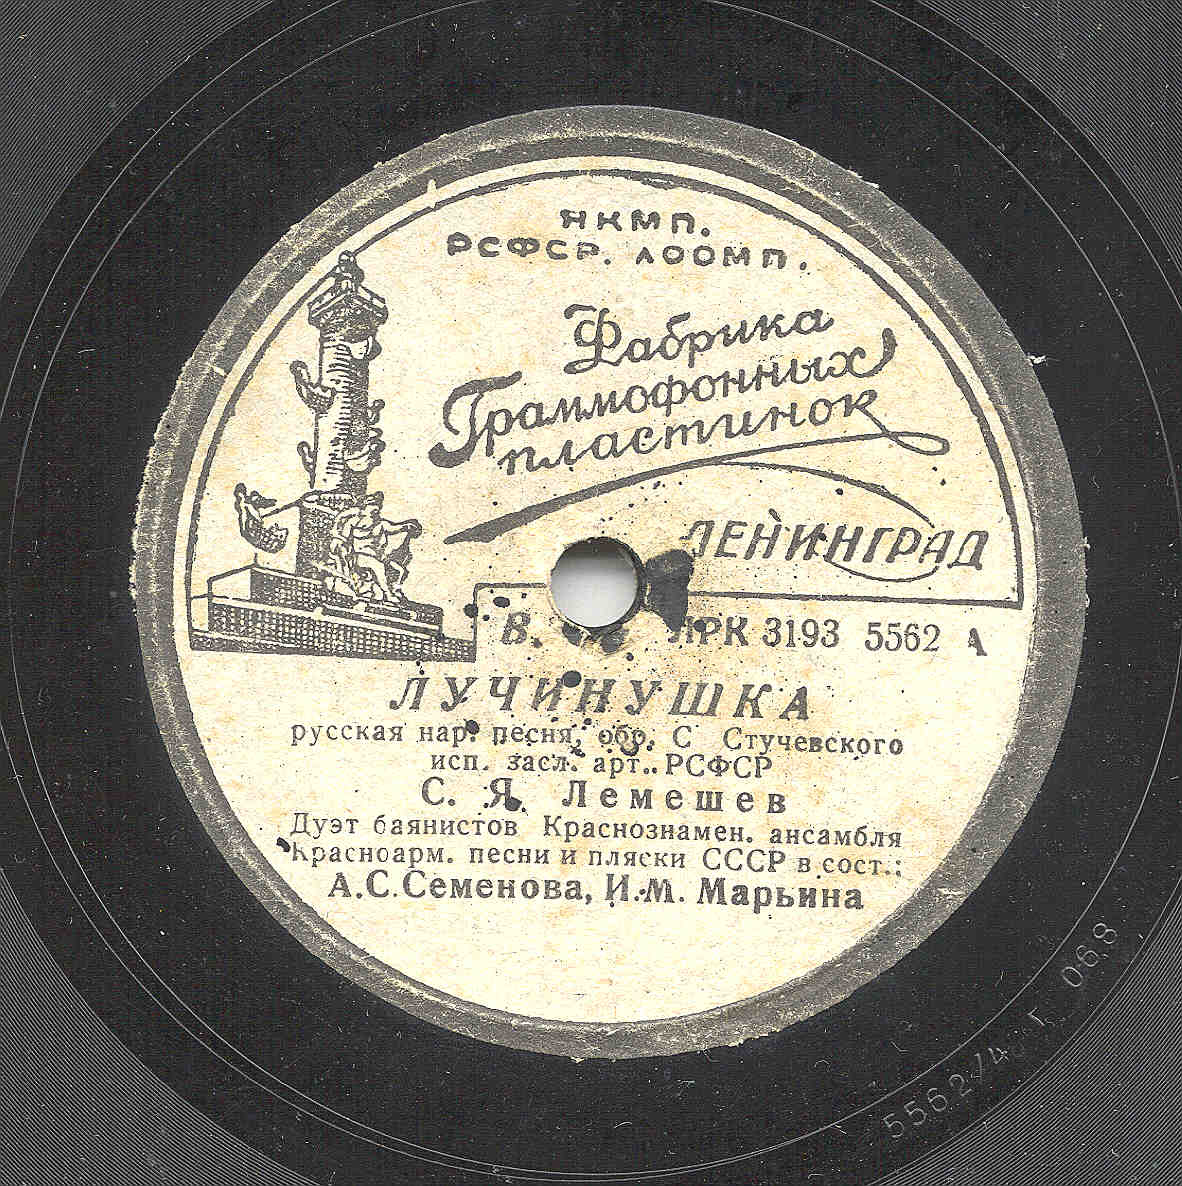 НКМП.
РСФСР. ЛООМП.
Фабрика
Граммофонных
пластинок
ЛЕНИНГРАД
В. АРК 3193 5562 А
ЛУЧИНУШКА
русская нар. песня, обр. С Стучевского
исп. засл. арт. РСФСР
С. Я. Лемешев
Дуэт баянистов Краснознамен. ансамбля
Красноарм. песни и пляски СССР в сост.:
А.С.Семенова, И.М. Марьина
5562/4 068